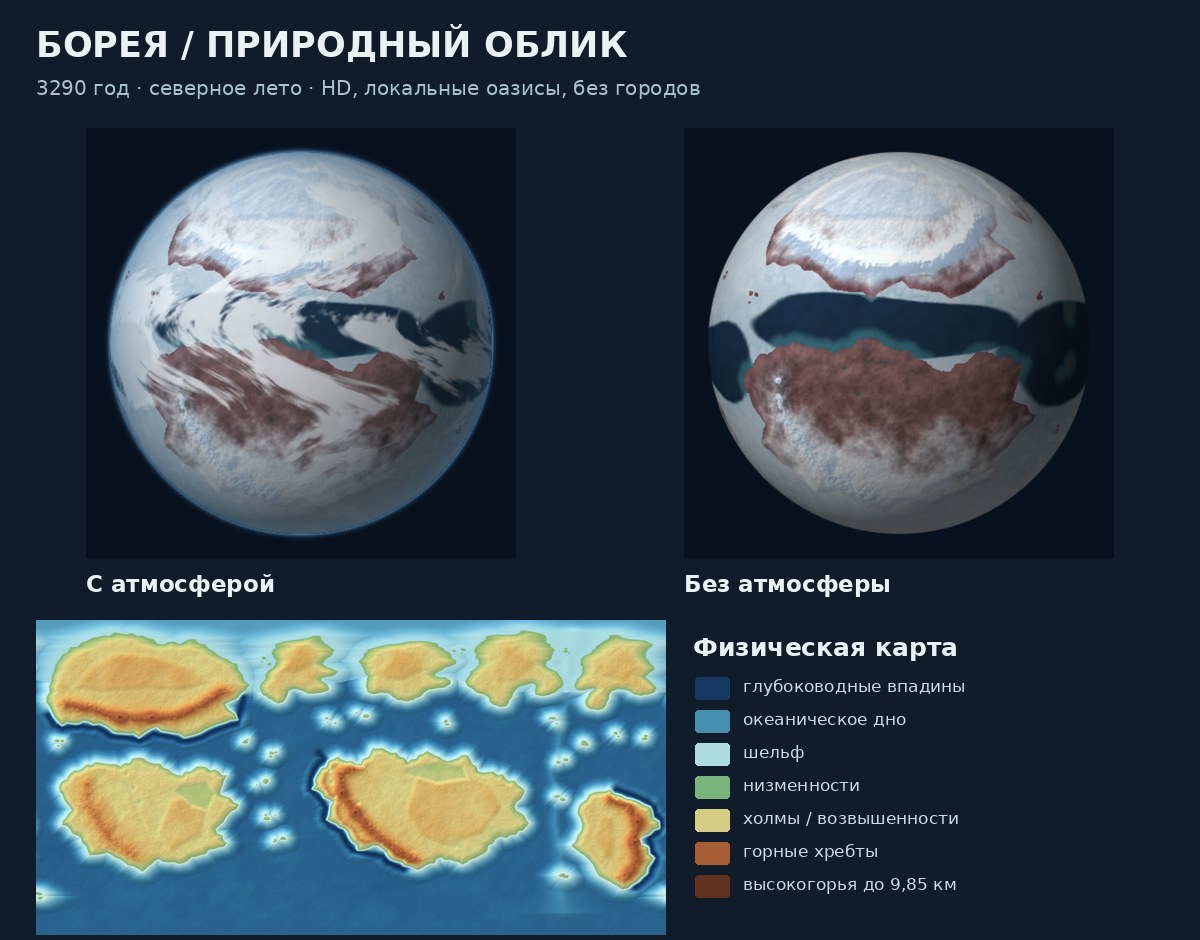 БОРЕЯ / ПРИРОДНЫЙ ОБЛИК
3290 год · северное лето · HD, локальные оазисы, без городов
С атмосферой
Без атмосферы
Физическая карта
глубоководные впадины
океаническое дно
шельф
низменности
холмы / возвышенности
горные хребты
высокогорья до 9,85 км